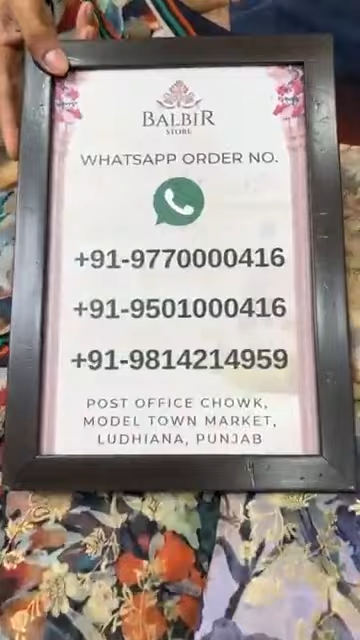 BALBIR
STORE
WHATSAPP ORDER NO.
+91-9770000416
+91-9501000416
+91-9814214959
POST OFFICE CHOWK,
MODEL TOWN MARKET,
LUDHIANA, PUNJAB